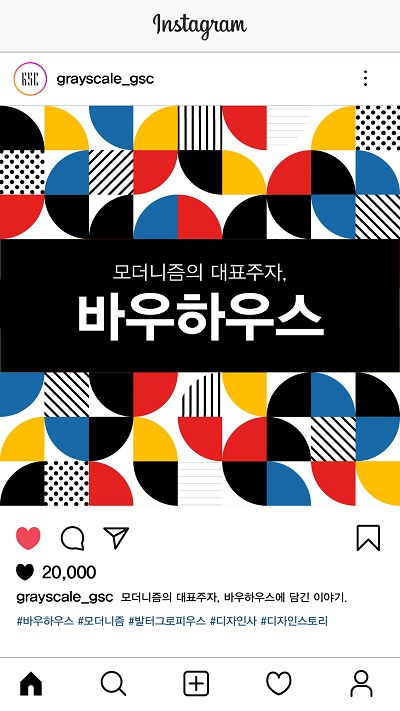 Instagram
GSC
grayscale_gsc
모더니즘의 대표주자,
바우하우스
20,000
grayscale_gsc 모더니즘의 대표주자, 바우하우스에 담긴 이야기.
#바우하우스 #모더니즘 #발터그로피우스 #디자인사 #디자인스토리